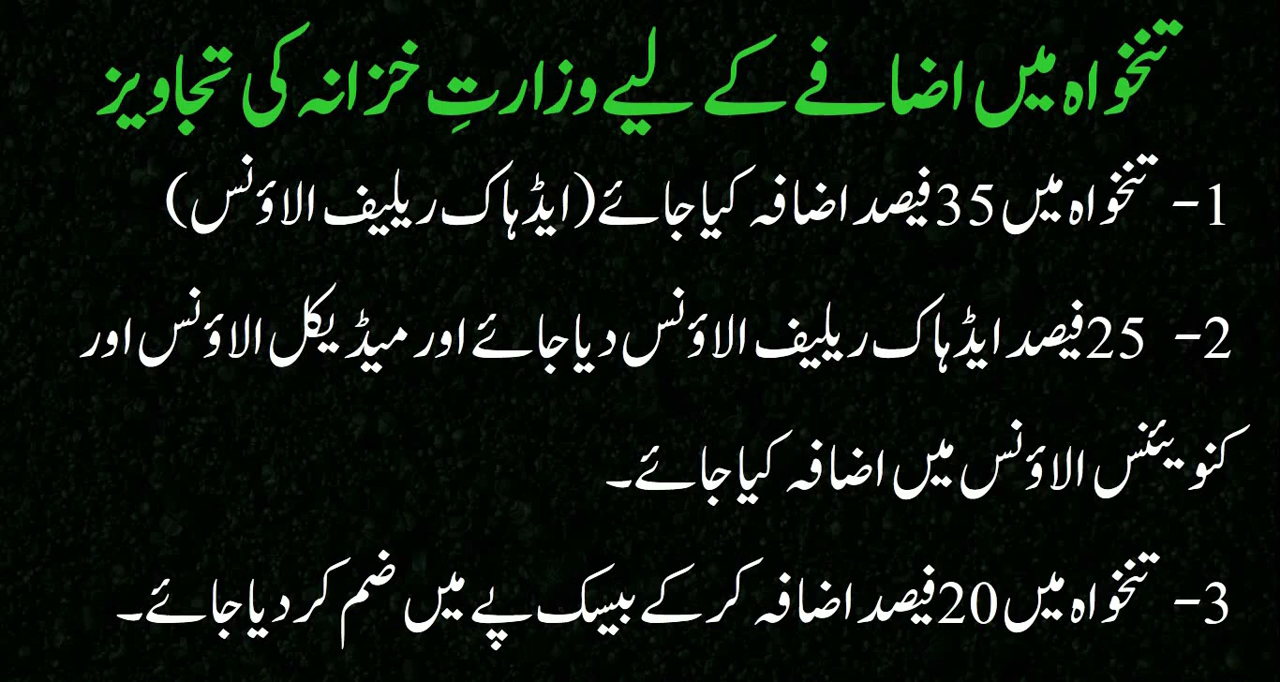 تنخواہ میں اضافے کے لیے وزارتِ خزانہ کی تجاویز
1- تنخواہ میں 35 فیصد اضافہ کیا جائے (ایڈہاک ریلیف الاؤنس)
2- 25 فیصد ایڈہاک ریلیف الاؤنس دیا جائے اور میڈیکل الاؤنس اور
کنویئنس الاؤنس میں اضافہ کیا جائے۔
3- تنخواہ میں 20 فیصد اضافہ کر کے بیسک پے میں ضم کر دیا جائے۔